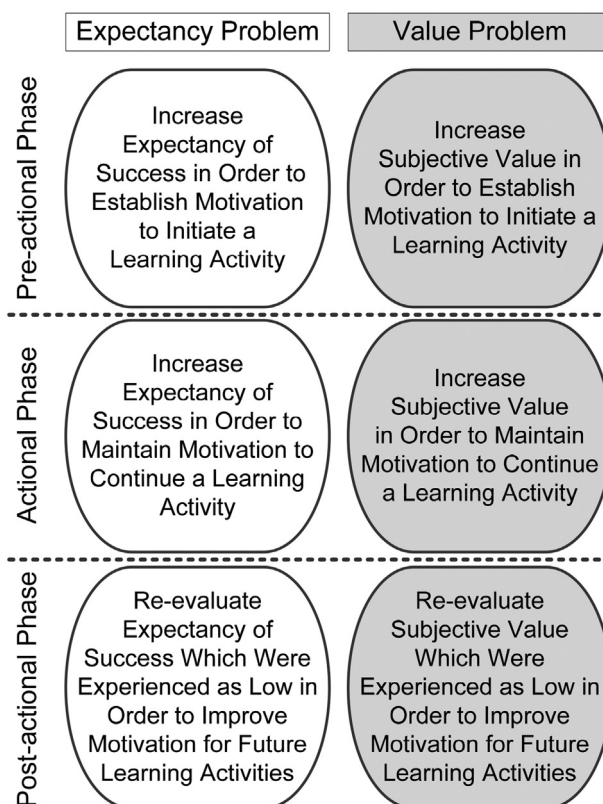 Expectancy Problem
Value Problem
Pre-actional Phase
Increase
Expectancy of
Success in Order to
Establish Motivation
to Initiate a
Learning Activity
Increase
Subjective Value in
Order to Establish
Motivation to Initiate a
Learning Activity
Actional Phase
Increase
Expectancy of
Success in Order to
Maintain Motivation to
Continue a Learning
Activity
Increase
Subjective Value
in Order to Maintain
Motivation to Continue
a Learning Activity
Post-actional Phase
Re-evaluate
Expectancy of
Success Which Were
Experienced as Low in
Order to Improve
Motivation for Future
Learning Activities
Re-evaluate
Subjective Value
Which Were
Experienced as Low in
Order to Improve
Motivation for Future
Learning Activities